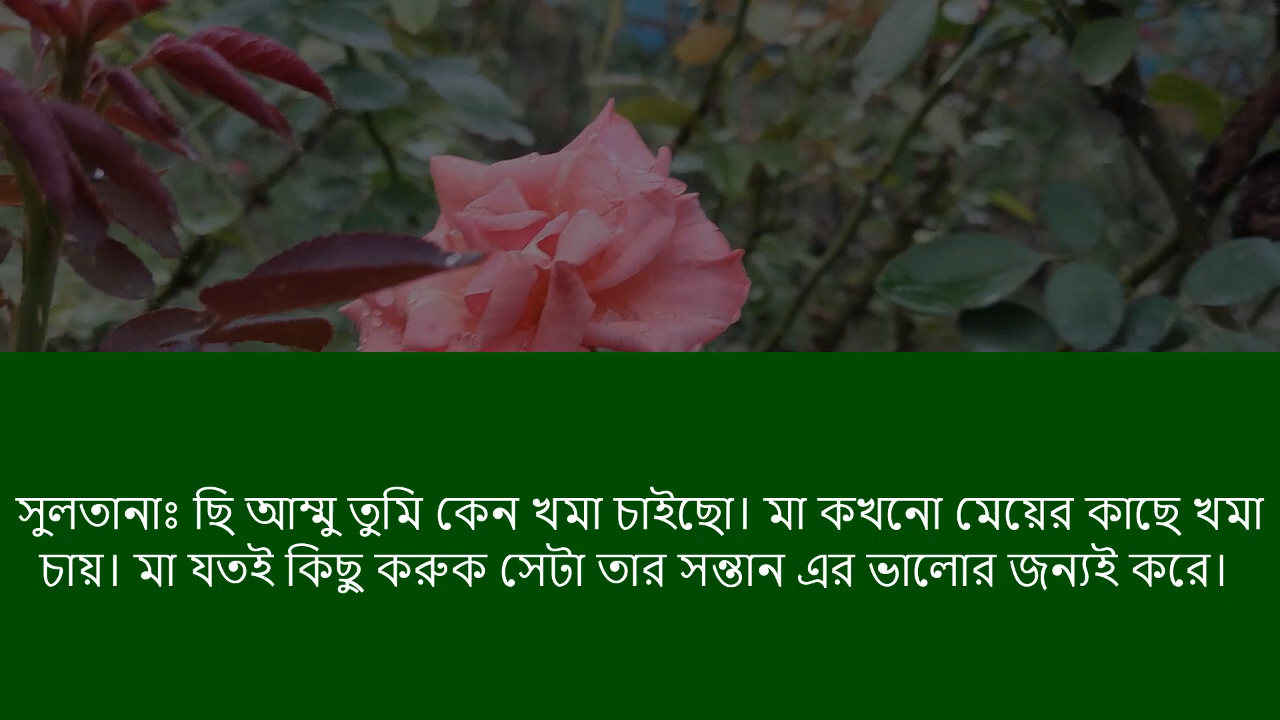 সুলতানাঃ ছি আম্মু তুমি কেন খমা চাইছো। মা কখনো মেয়ের কাছে খমা
চায়। মা যতই কিছু করুক সেটা তার সন্তান এর ভালোর জন্যই করে।